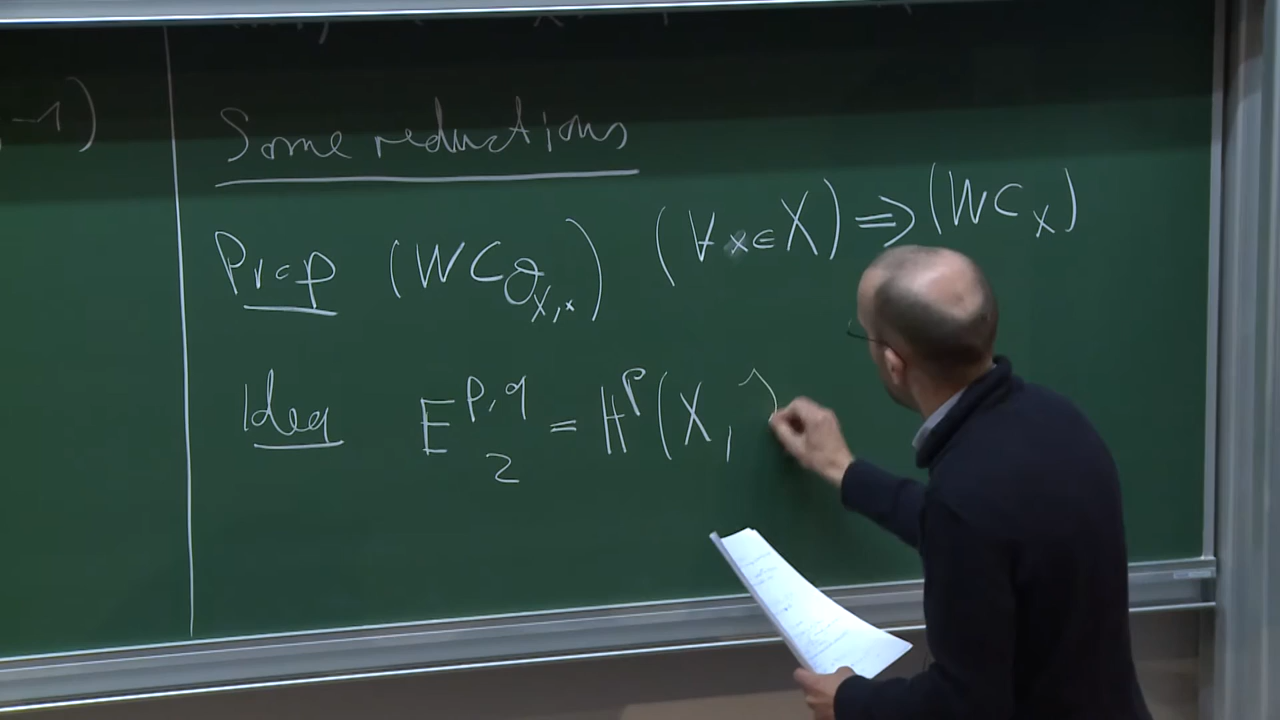 , -1)
Some reductions
Prop (WC_{𝒪_{X,x}}) (∀ x ∈ X) ⇒ (WC_X)
Idea E_2^{p,q} = H^p(X,